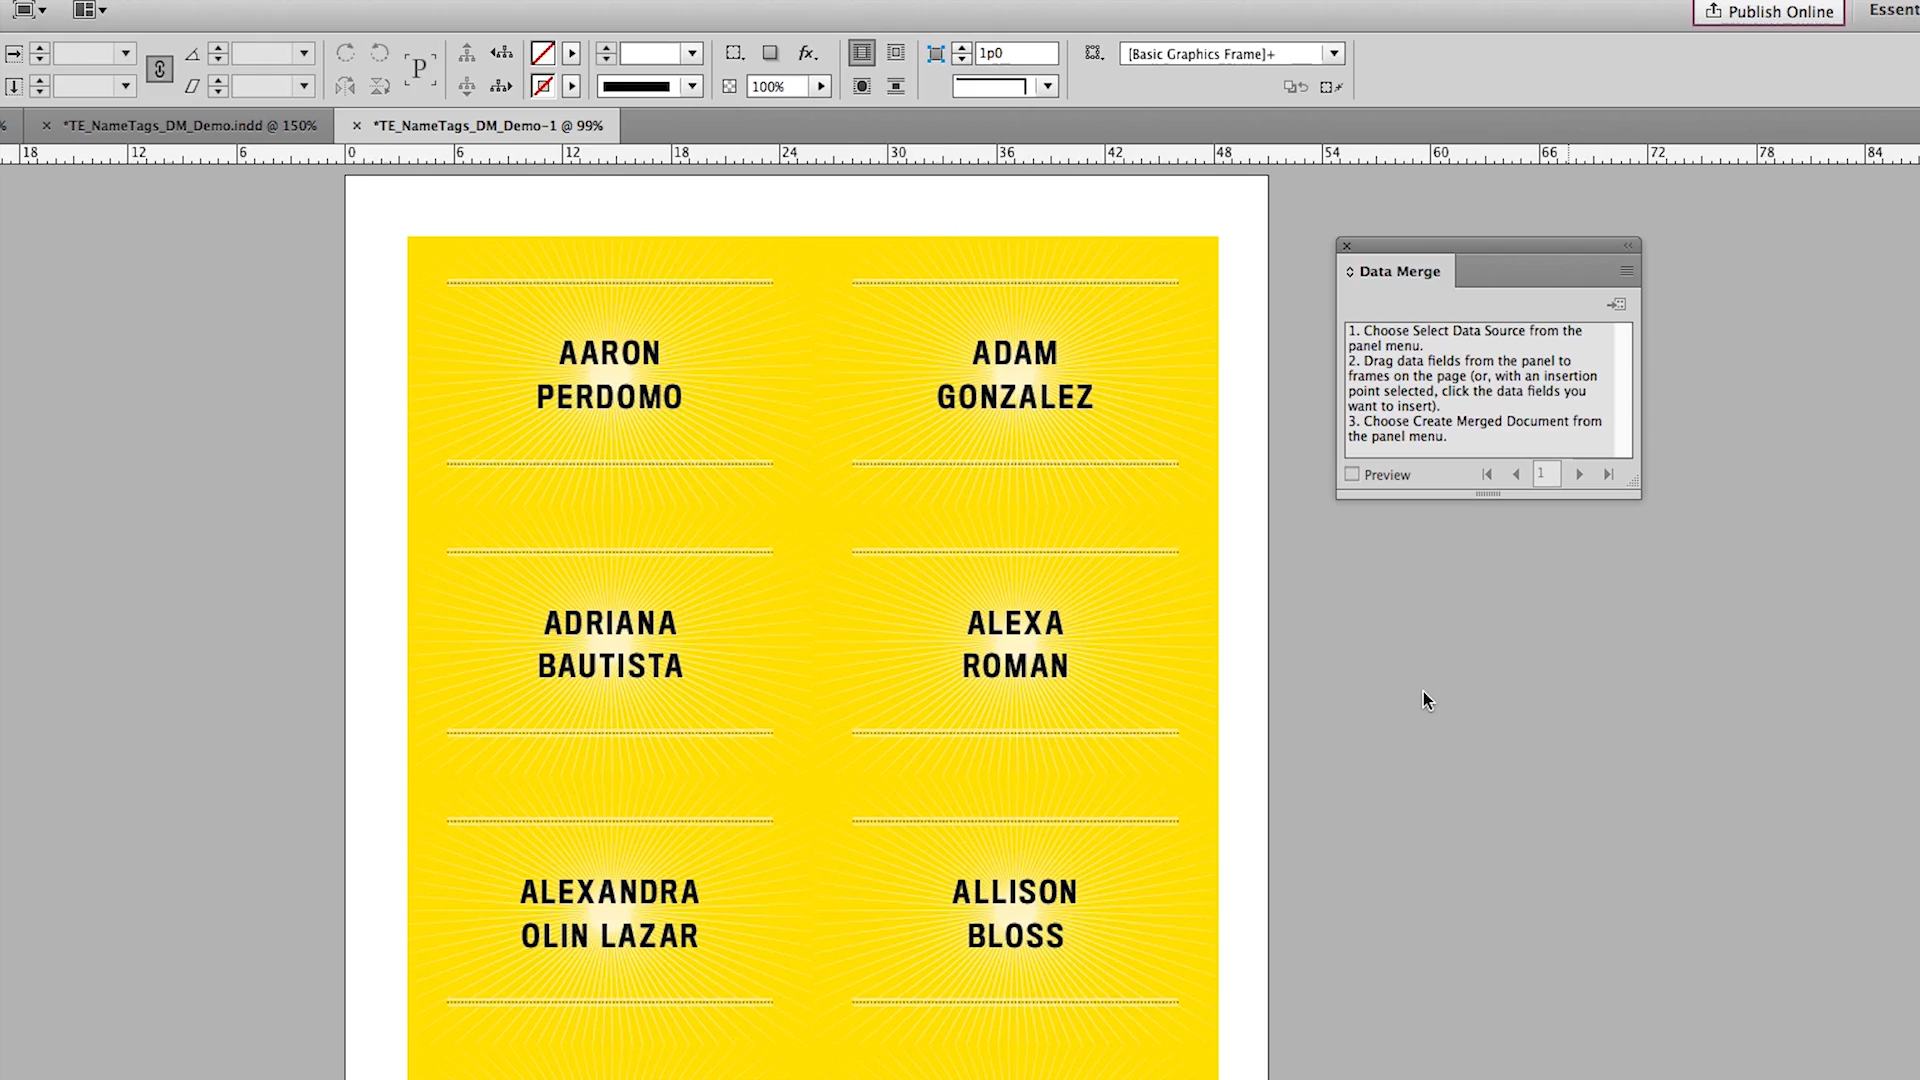 Publish Online
Essent
P
1p0
[Basic Graphics Frame]+
fx.
100%
%
× *TE_NameTags_DM_Demo.indd @ 150%
× *TE_NameTags_DM_Demo-1 @ 99%
18 12 6 0 6 12 18 24 30 36 42 48 54 60 66 72 78 84
AARON
PERDOMO
ADAM
GONZALEZ
ADRIANA
BAUTISTA
ALEXA
ROMAN
ALEXANDRA
OLIN LAZAR
ALLISON
BLOSS
Data Merge
1. Choose Select Data Source from the
panel menu.
2. Drag data fields from the panel to
frames on the page (or, with an insertion
point selected, click the data fields you
want to insert).
3. Choose Create Merged Document from
the panel menu.
Preview
1